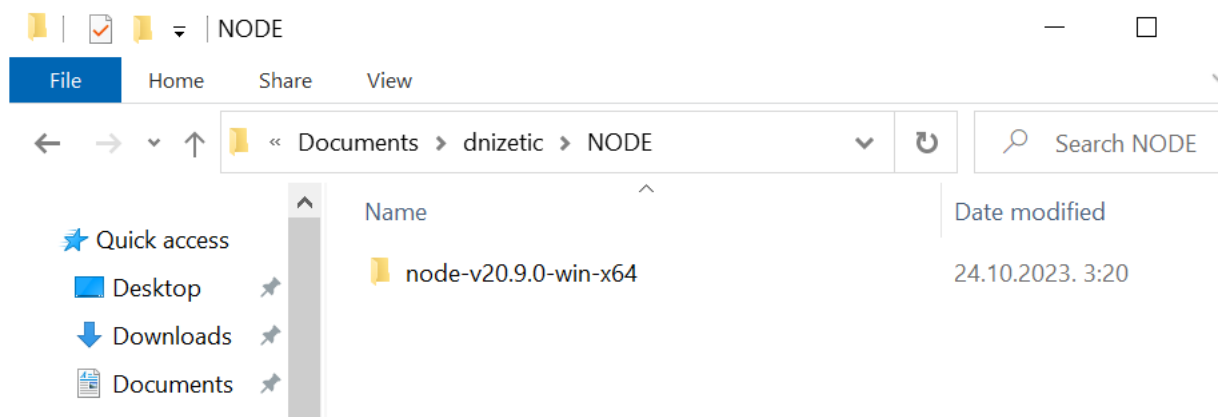 NODE
File Home Share View
« Documents > dnizetic > NODE Search NODE
Name Date modified
Quick access
node-v20.9.0-win-x64 24.10.2023. 3:20
Desktop
Downloads
Documents